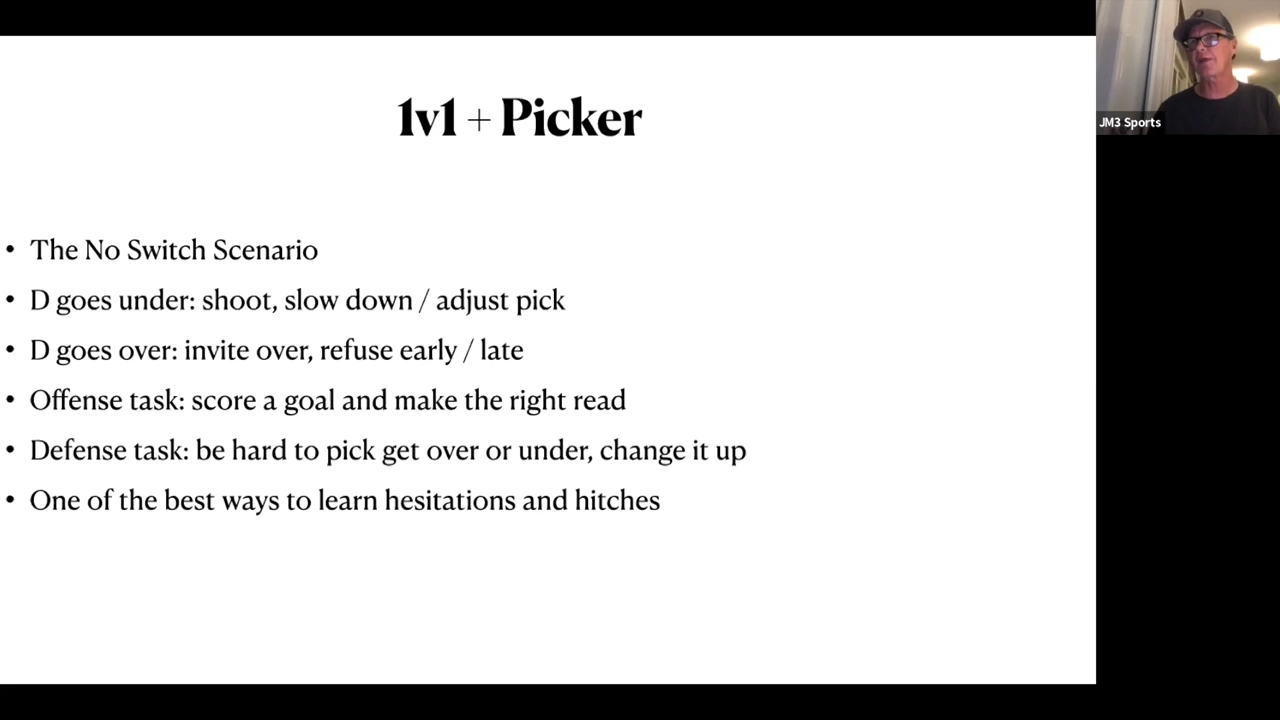 1v1 + Picker
JM3 Sports
• The No Switch Scenario
• D goes under: shoot, slow down / adjust pick
• D goes over: invite over, refuse early / late
• Offense task: score a goal and make the right read
• Defense task: be hard to pick get over or under, change it up
• One of the best ways to learn hesitations and hitches